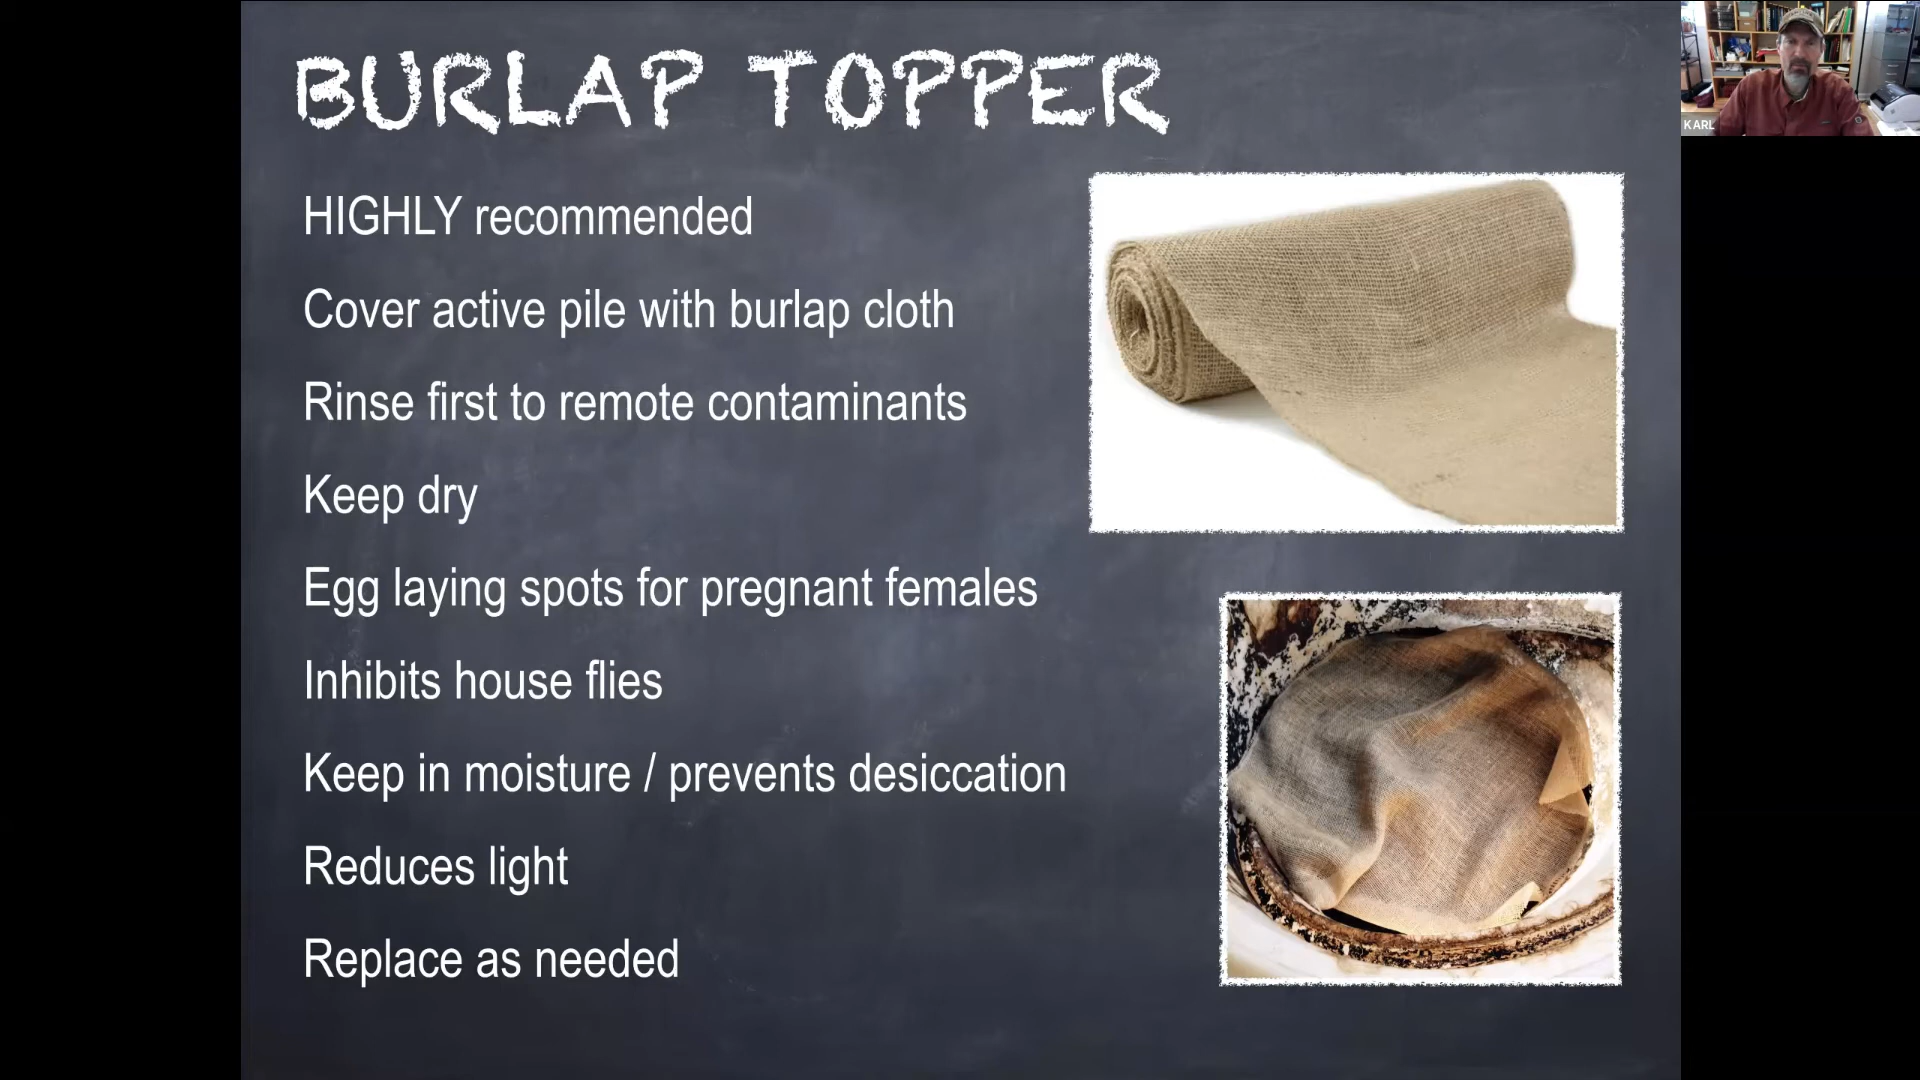 BURLAP TOPPER
KARL
HIGHLY recommended
Cover active pile with burlap cloth
Rinse first to remote contaminants
Keep dry
Egg laying spots for pregnant females
Inhibits house flies
Keep in moisture / prevents desiccation
Reduces light
Replace as needed